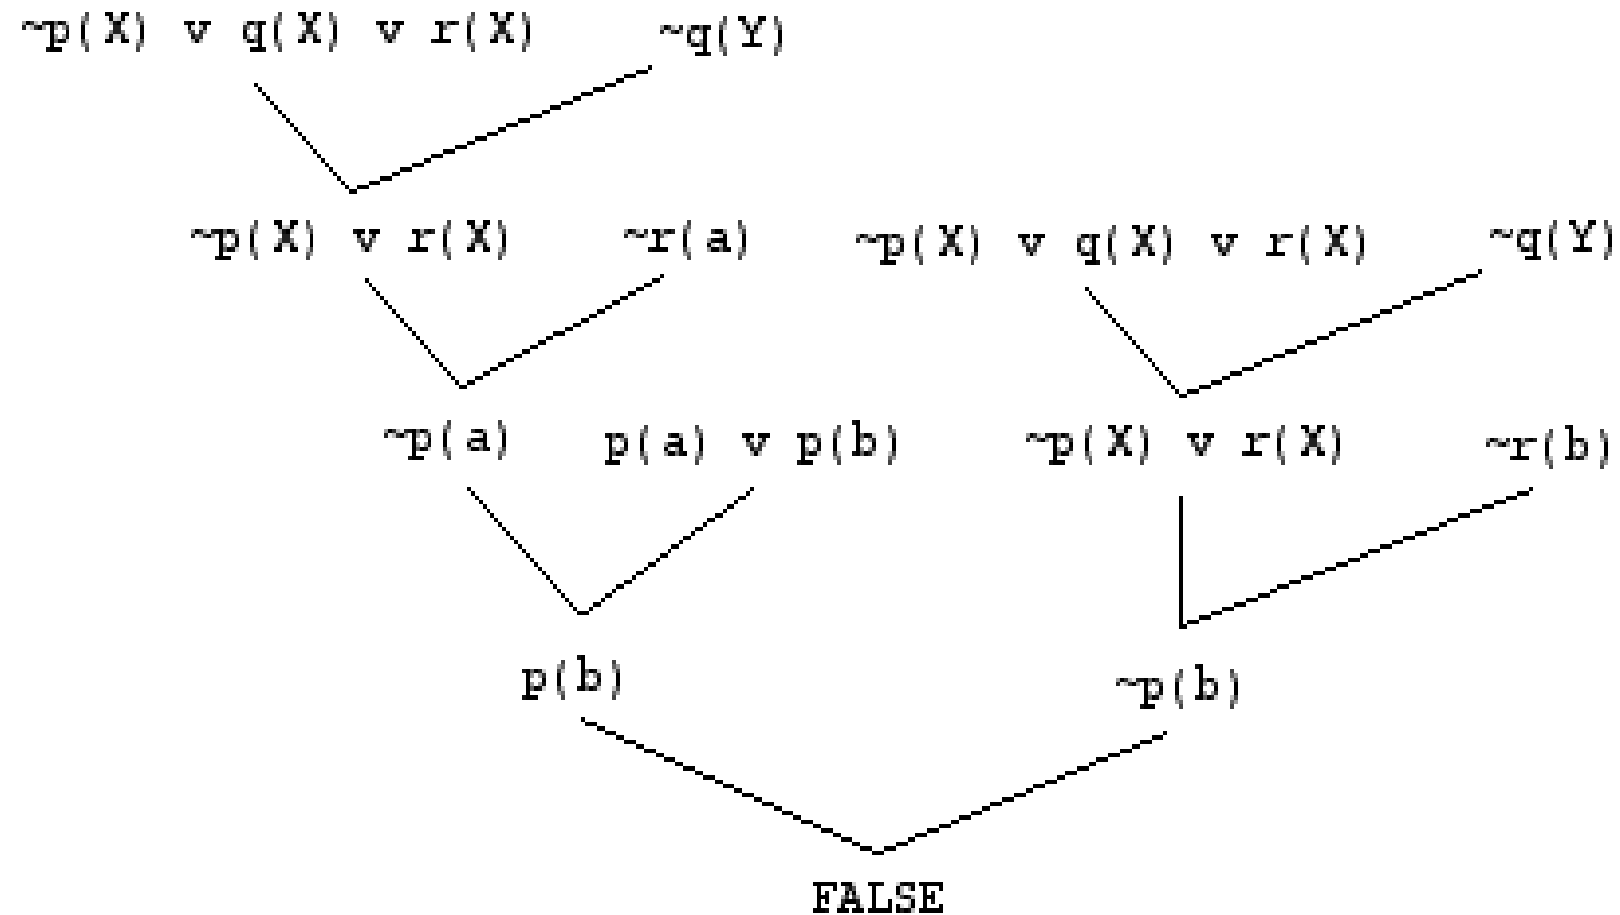 ~p(X) v q(X) v r(X) ~q(Y)
~p(X) v r(X) ~r(a) ~p(X) v q(X) v r(X) ~q(Y)
~p(a) p(a) v p(b) ~p(X) v r(X) ~r(b)
p(b) ~p(b)
FALSE